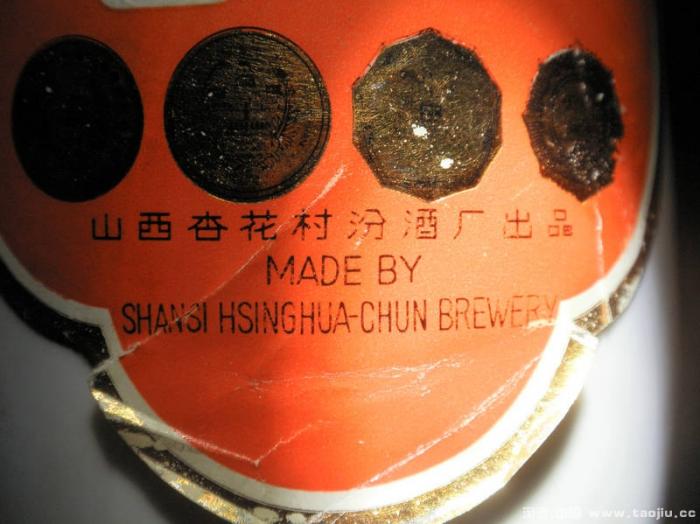 山西杏花村汾酒厂出品
MADE BY
SHANSI HSINGHUA-CHUN BREWERY
www.taojiu.cc